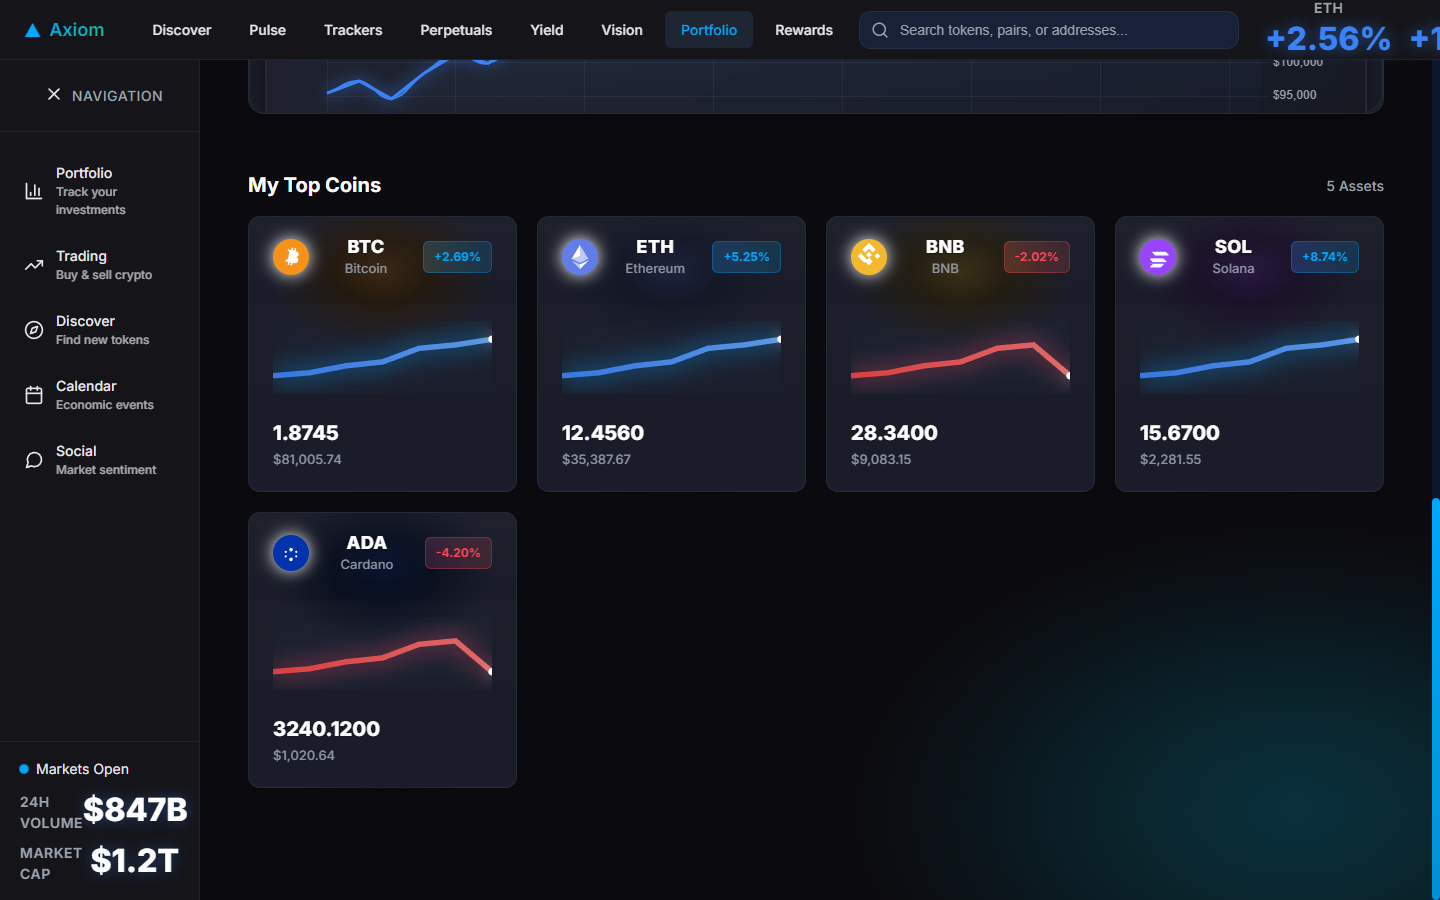 Axiom
Discover
Pulse
Trackers
Perpetuals
Yield
Vision
Portfolio
Rewards
Search tokens, pairs, or addresses...
ETH
+2.56%
NAVIGATION
Portfolio
Track your
investments
Trading
Buy & sell crypto
Discover
Find new tokens
Calendar
Economic events
Social
Market sentiment
Markets Open
24H
VOLUME
$847B
MARKET
CAP
$1.2T
$100,000
$95,000
My Top Coins
5 Assets
BTC
Bitcoin
+2.69%
1.8745
$81,005.74
ETH
Ethereum
+5.25%
12.4560
$35,387.67
BNB
BNB
-2.02%
28.3400
$9,083.15
SOL
Solana
+8.74%
15.6700
$2,281.55
ADA
Cardano
-4.20%
3240.1200
$1,020.64